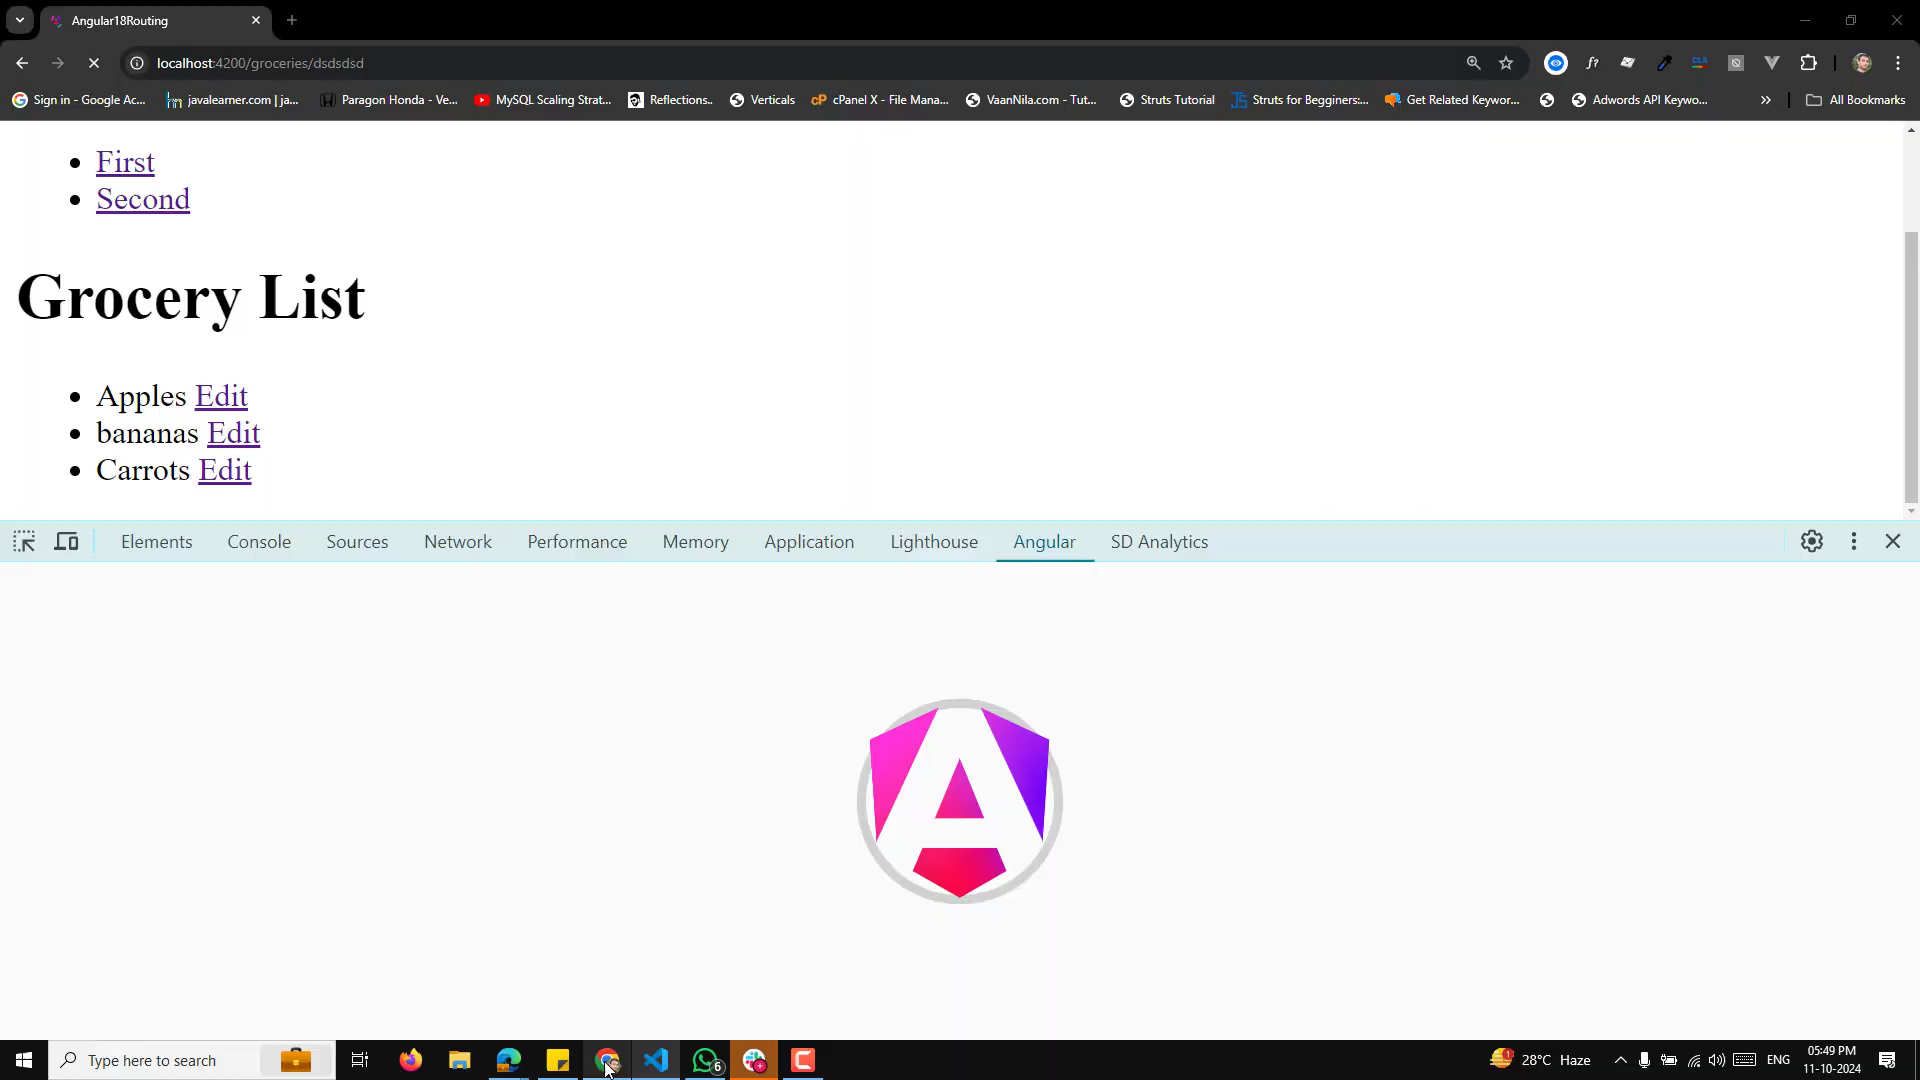 Angular18Routing
localhost:4200/groceries/dsdsdsd
Sign in - Google Ac...
javalearner.com | ja...
Paragon Honda - Ve...
MySQL Scaling Strat...
Reflections..
Verticals
cPanel X - File Mana...
VaanNila.com - Tut...
Struts Tutorial
Struts for Begginers:...
Get Related Keywor...
Adwords API Keywo...
All Bookmarks
First
Second
Grocery List
Apples Edit
bananas Edit
Carrots Edit
Elements
Console
Sources
Network
Performance
Memory
Application
Lighthouse
Angular
SD Analytics
Type here to search
6
1
28°C Haze
ENG
05:49 PM
11-10-2024